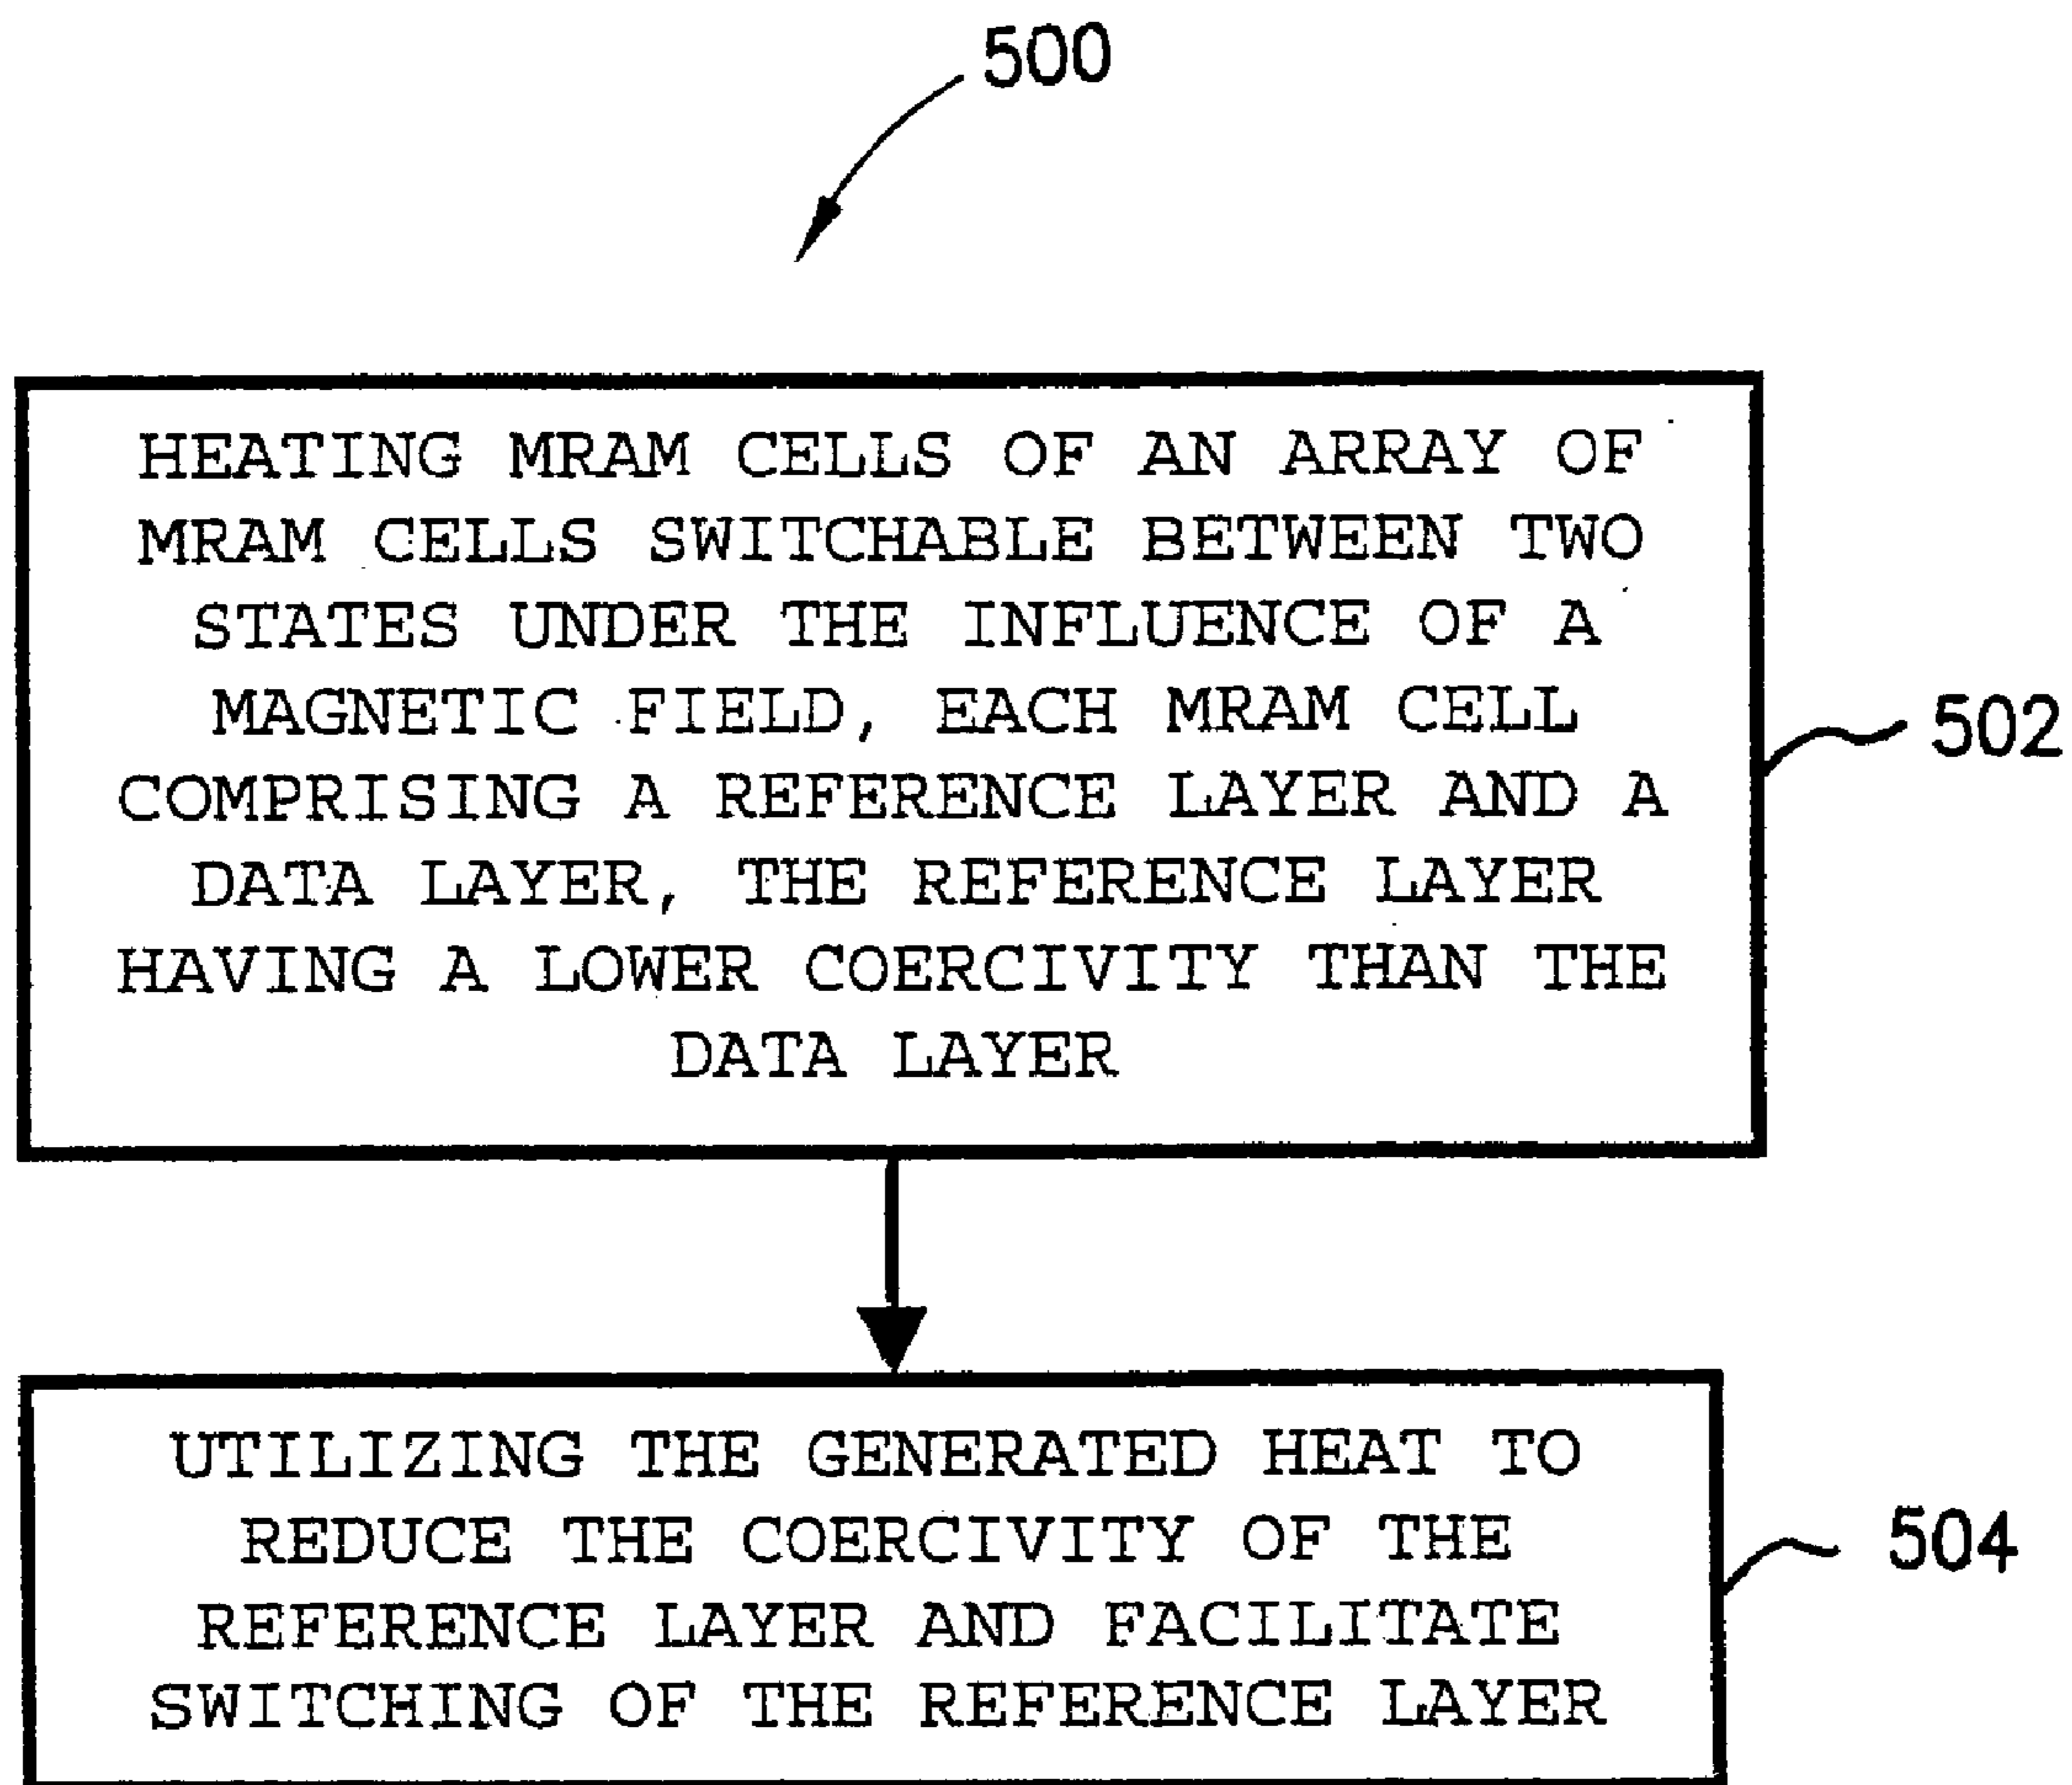 500
HEATING MRAM CELLS OF AN ARRAY OF
MRAM CELLS SWITCHABLE BETWEEN TWO
STATES UNDER THE INFLUENCE OF A
MAGNETIC FIELD, EACH MRAM CELL
COMPRISING A REFERENCE LAYER AND A
DATA LAYER, THE REFERENCE LAYER
HAVING A LOWER COERCIVITY THAN THE
DATA LAYER
502
UTILIZING THE GENERATED HEAT TO
REDUCE THE COERCIVITY OF THE
REFERENCE LAYER AND FACILITATE
SWITCHING OF THE REFERENCE LAYER
504